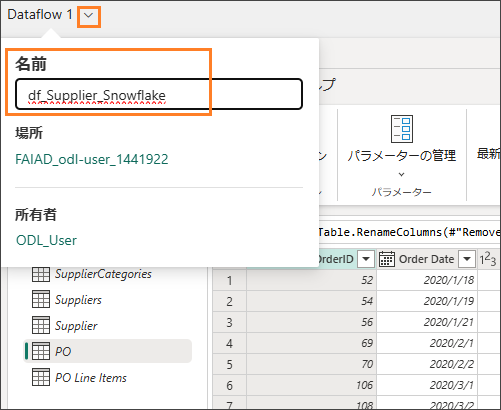 Dataflow 1
名前
df_Supplier_Snowflake
場所
FAIAD_odl-user_1441922
所有者
ODL_User
ルプ
パラメーターの管理
最新
パラメーター
Table.RenameColumns(#"Remove
OrderID
Order Date
1 52 2020/1/18
2 54 2020/1/19
3 56 2020/1/21
4 69 2020/2/1
5 70 2020/2/2
6 106 2020/3/1
7 108 2020/3/2
SupplierCategories
Suppliers
Supplier
PO
PO Line Items